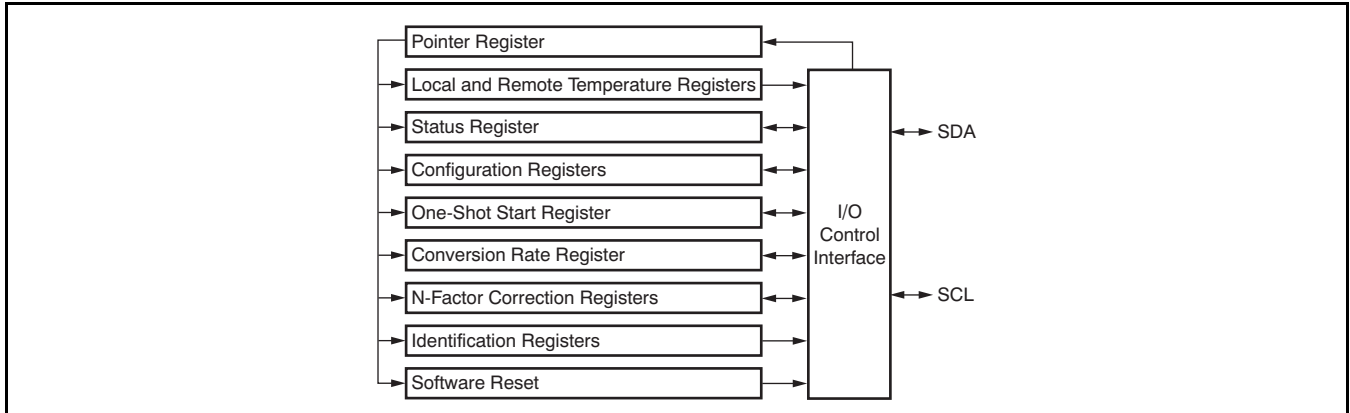 Pointer Register
Local and Remote Temperature Registers
Status Register
Configuration Registers
One-Shot Start Register
Conversion Rate Register
N-Factor Correction Registers
Identification Registers
Software Reset
I/O
Control
Interface
SDA
SCL